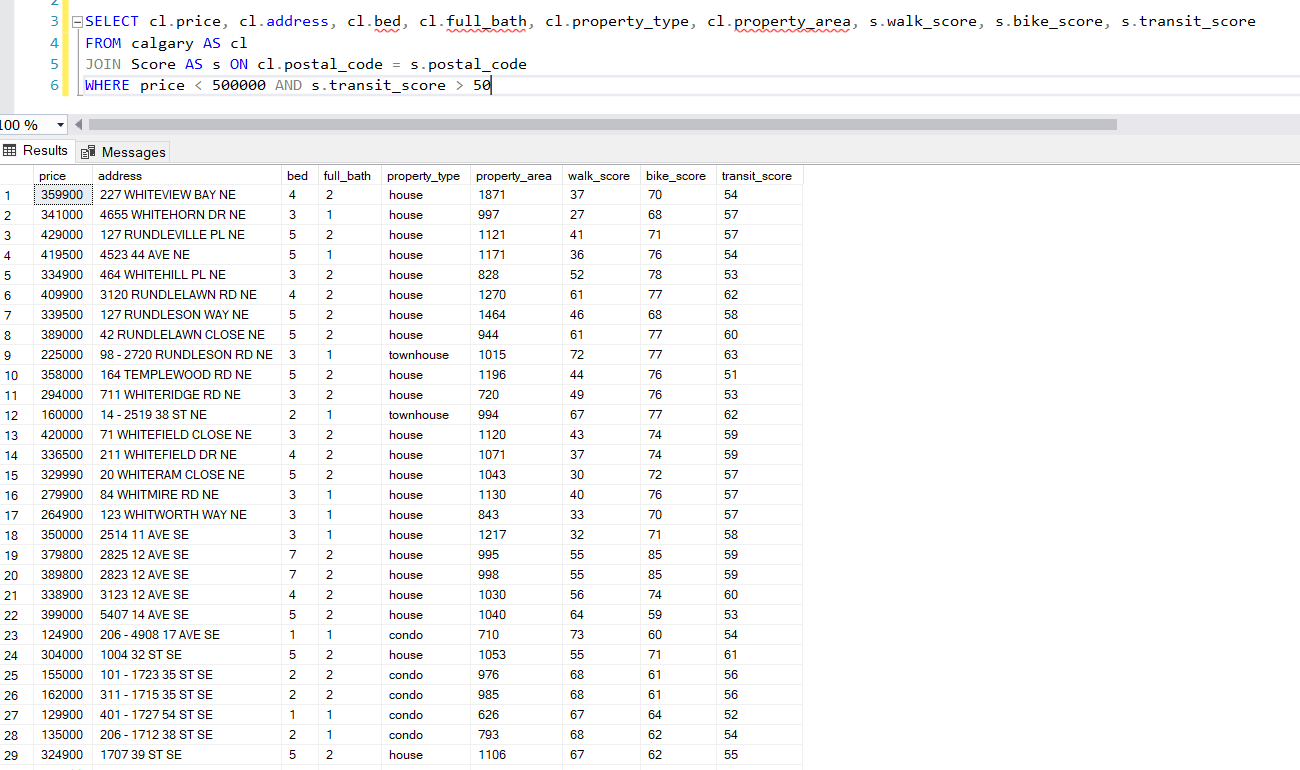 3 SELECT cl.price, cl.address, cl.bed, cl.full_bath, cl.property_type, cl.property_area, s.walk_score, s.bike_score, s.transit_score
4 FROM calgary AS cl
5 JOIN Score AS s ON cl.postal_code = s.postal_code
6 WHERE price < 500000 AND s.transit_score > 50
100 %
Results Messages
price address bed full_bath property_type property_area walk_score bike_score transit_score
1 359900 227 WHITEVIEW BAY NE 4 2 house 1871 37 70 54
2 341000 4655 WHITEHORN DR NE 3 1 house 997 27 68 57
3 429000 127 RUNDLEVILLE PL NE 5 2 house 1121 41 71 57
4 419500 4523 44 AVE NE 5 1 house 1171 36 76 54
5 334900 464 WHITEHILL PL NE 3 2 house 828 52 78 53
6 409900 3120 RUNDLELAWN RD NE 4 2 house 1270 61 77 62
7 339500 127 RUNDLESON WAY NE 5 2 house 1464 46 68 58
8 389000 42 RUNDLELAWN CLOSE NE 5 2 house 944 61 77 60
9 225000 98 - 2720 RUNDLESON RD NE 3 1 townhouse 1015 72 77 63
10 358000 164 TEMPLEWOOD RD NE 5 2 house 1196 44 76 51
11 294000 711 WHITERIDGE RD NE 3 2 house 720 49 76 53
12 160000 14 - 2519 38 ST NE 2 1 townhouse 994 67 77 62
13 420000 71 WHITEFIELD CLOSE NE 3 2 house 1120 43 74 59
14 336500 211 WHITEFIELD DR NE 4 2 house 1071 37 74 59
15 329990 20 WHITERAM CLOSE NE 5 2 house 1043 30 72 57
16 279900 84 WHITMIRE RD NE 3 1 house 1130 40 76 57
17 264900 123 WHITWORTH WAY NE 3 1 house 843 33 70 57
18 350000 2514 11 AVE SE 3 1 house 1217 32 71 58
19 379800 2825 12 AVE SE 7 2 house 995 55 85 59
20 389800 2823 12 AVE SE 7 2 house 998 55 85 59
21 338900 3123 12 AVE SE 4 2 house 1030 56 74 60
22 399000 5407 14 AVE SE 5 2 house 1040 64 59 53
23 124900 206 - 4908 17 AVE SE 1 1 condo 710 73 60 54
24 304000 1004 32 ST SE 5 2 house 1053 55 71 61
25 155000 101 - 1723 35 ST SE 2 2 condo 976 68 61 56
26 162000 311 - 1715 35 ST SE 2 2 condo 985 68 61 56
27 129900 401 - 1727 54 ST SE 1 1 condo 626 67 64 52
28 135000 206 - 1712 38 ST SE 2 1 condo 793 68 62 54
29 324900 1707 39 ST SE 5 2 house 1106 67 62 55